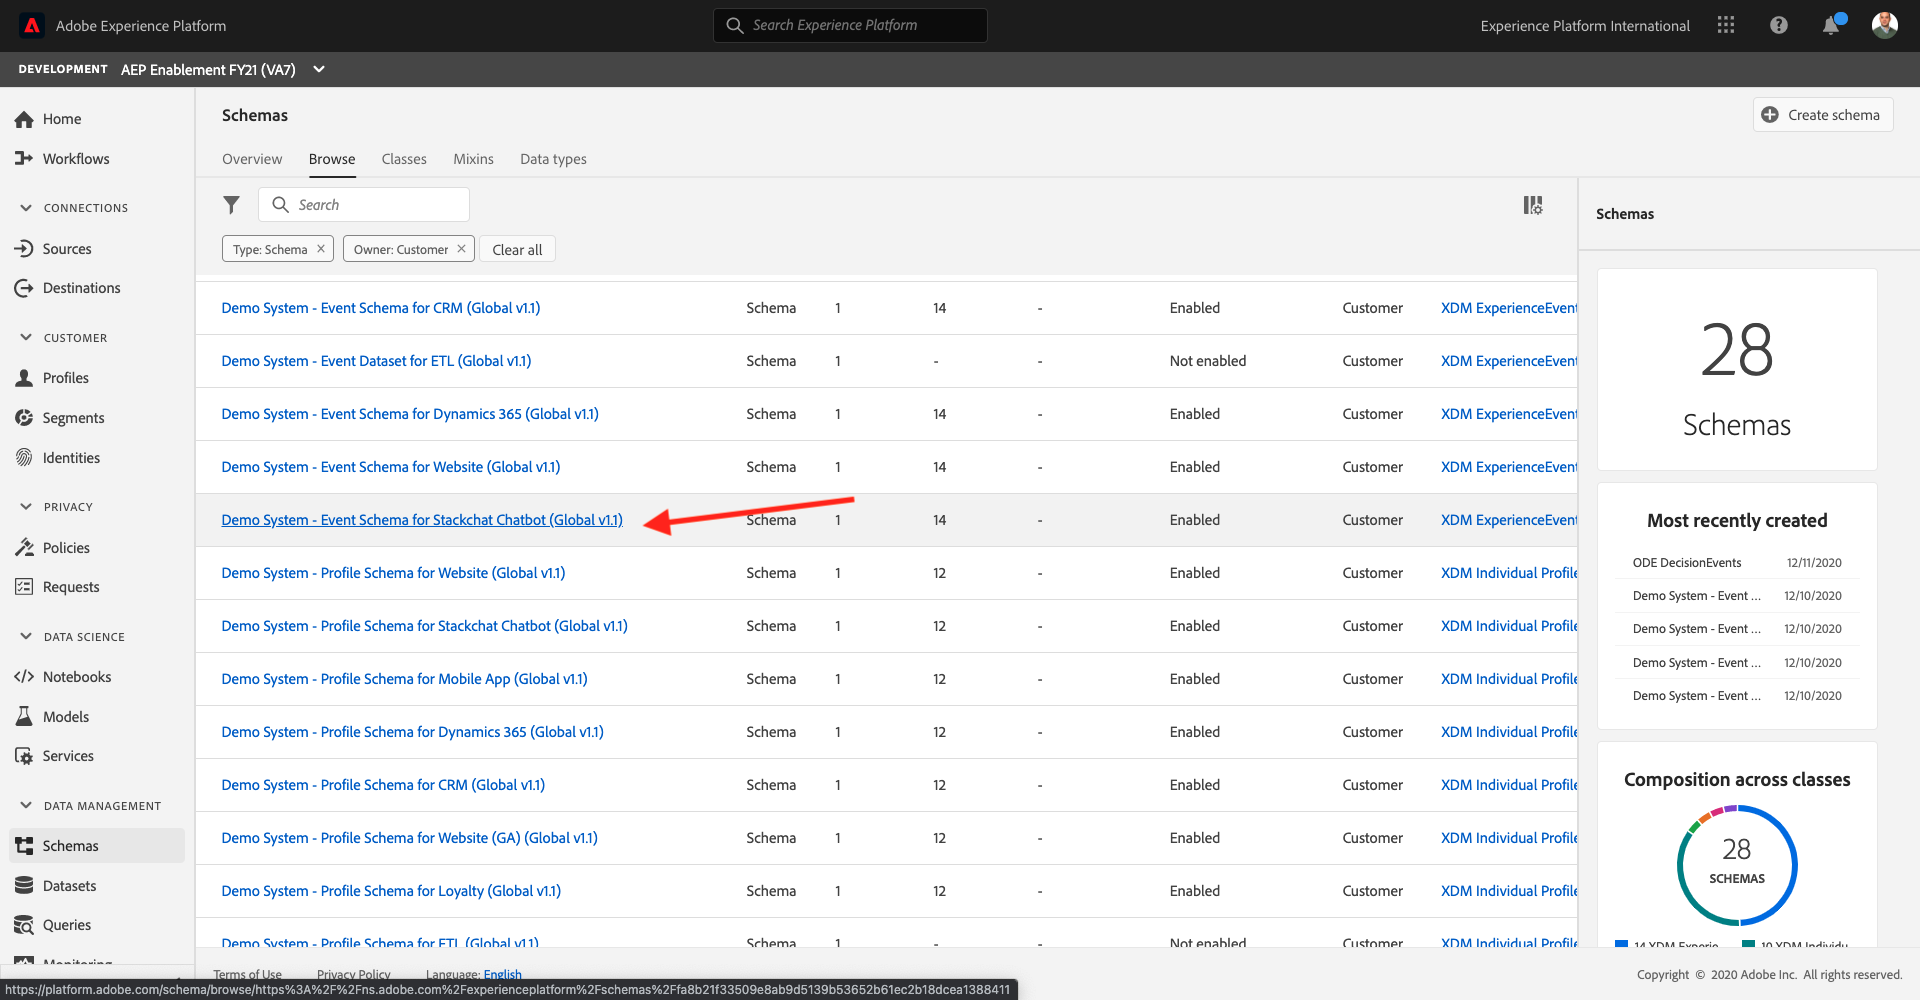 Adobe Experience Platform
Search Experience Platform
Experience Platform International
DEVELOPMENT AEP Enablement FY21 (VA7)
Home
Workflows
CONNECTIONS
Sources
Destinations
CUSTOMER
Profiles
Segments
Identities
PRIVACY
Policies
Requests
DATA SCIENCE
Notebooks
Models
Services
DATA MANAGEMENT
Schemas
Datasets
Queries
Monitoring
Schemas
Create schema
Overview Browse Classes Mixins Data types
Search
Type: Schema × Owner: Customer × Clear all
Demo System - Event Schema for CRM (Global v1.1) Schema 1 14 - Enabled Customer XDM ExperienceEvent
Demo System - Event Dataset for ETL (Global v1.1) Schema 1 - - Not enabled Customer XDM ExperienceEvent
Demo System - Event Schema for Dynamics 365 (Global v1.1) Schema 1 14 - Enabled Customer XDM ExperienceEvent
Demo System - Event Schema for Website (Global v1.1) Schema 1 14 - Enabled Customer XDM ExperienceEvent
Demo System - Event Schema for Stackchat Chatbot (Global v1.1) Schema 1 14 - Enabled Customer XDM ExperienceEvent
Demo System - Profile Schema for Website (Global v1.1) Schema 1 12 - Enabled Customer XDM Individual Profile
Demo System - Profile Schema for Stackchat Chatbot (Global v1.1) Schema 1 12 - Enabled Customer XDM Individual Profile
Demo System - Profile Schema for Mobile App (Global v1.1) Schema 1 12 - Enabled Customer XDM Individual Profile
Demo System - Profile Schema for Dynamics 365 (Global v1.1) Schema 1 12 - Enabled Customer XDM Individual Profile
Demo System - Profile Schema for CRM (Global v1.1) Schema 1 12 - Enabled Customer XDM Individual Profile
Demo System - Profile Schema for Website (GA) (Global v1.1) Schema 1 12 - Enabled Customer XDM Individual Profile
Demo System - Profile Schema for Loyalty (Global v1.1) Schema 1 12 - Enabled Customer XDM Individual Profile
Demo System - Profile Schema for ETL (Global v1.1) Schema 1 - - Not enabled Customer XDM Individual Profile
Schemas
28
Schemas
Most recently created
ODE DecisionEvents 12/11/2020
Demo System - Event ... 12/10/2020
Demo System - Event ... 12/10/2020
Demo System - Event ... 12/10/2020
Demo System - Event ... 12/10/2020
Composition across classes
28
SCHEMAS
14 XDM Experie 10 XDM Individu
Terms of Use Privacy Policy Language: English
Copyright © 2020 Adobe Inc. All rights reserved.
https://platform.adobe.com/schema/browse/https%3A%2F%2Fns.adobe.com%2Fexperienceplatform%2Fschemas%2Ffa8b21f33509e8ab9d5139b53652b61ec2b18dcea1388411